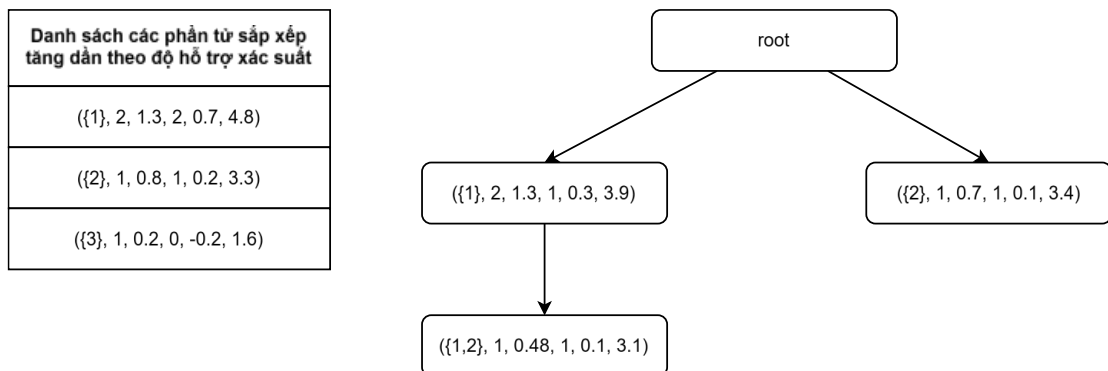 Danh sách các phần tử sắp xếp
tăng dần theo độ hỗ trợ xác suất
({1}, 2, 1.3, 2, 0.7, 4.8)
({2}, 1, 0.8, 1, 0.2, 3.3)
({3}, 1, 0.2, 0, -0.2, 1.6)
root
({1}, 2, 1.3, 1, 0.3, 3.9)
({2}, 1, 0.7, 1, 0.1, 3.4)
({1,2}, 1, 0.48, 1, 0.1, 3.1)